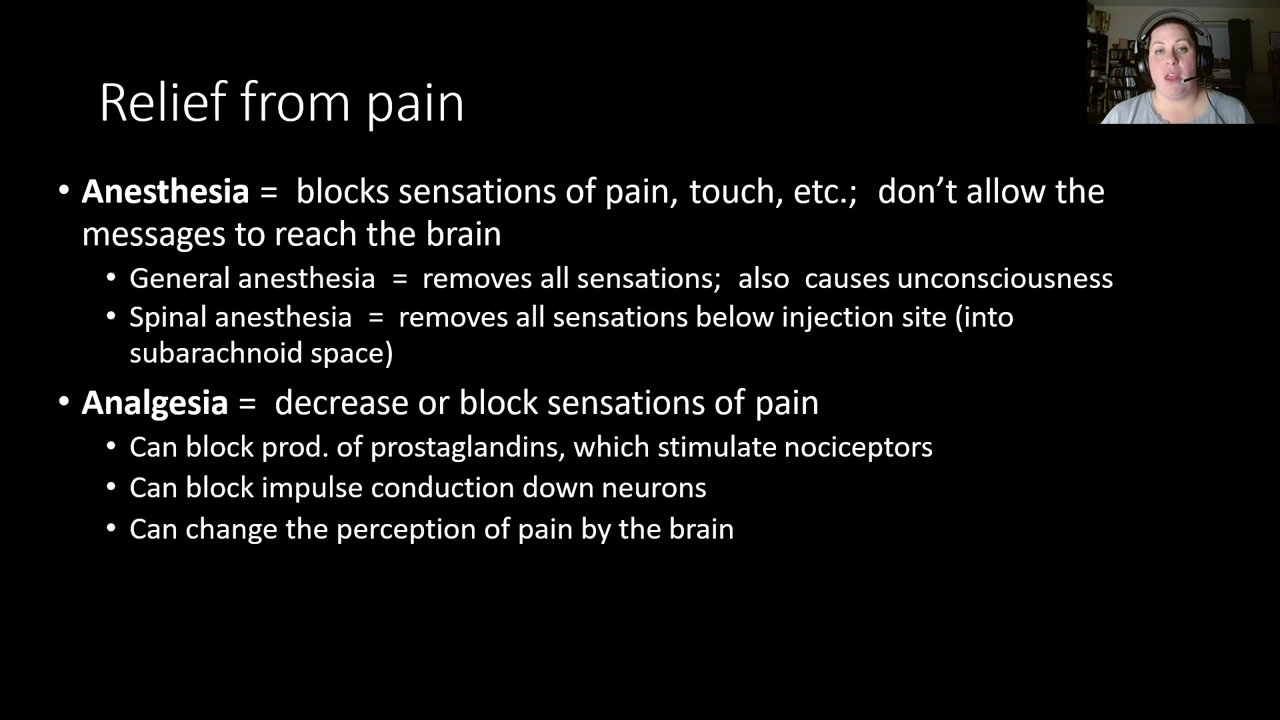 Relief from pain
• Anesthesia =  blocks sensations of pain, touch, etc.;  don’t allow the
messages to reach the brain
• General anesthesia  =  removes all sensations;  also  causes unconsciousness
• Spinal anesthesia  =  removes all sensations below injection site (into
subarachnoid space)
• Analgesia =  decrease or block sensations of pain
• Can block prod. of prostaglandins, which stimulate nociceptors
• Can block impulse conduction down neurons
• Can change the perception of pain by the brain